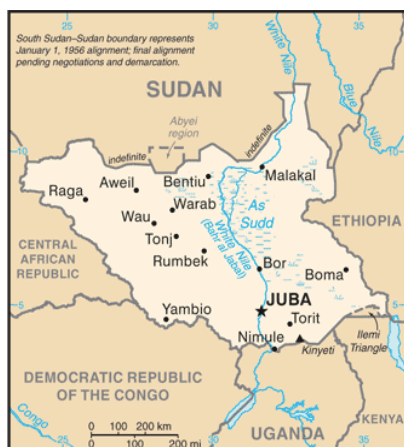 25
30
35
South Sudan–Sudan boundary represents
January 1, 1956 alignment; final alignment
pending negotiations and demarcation.
White
Nile
Blue
Nile
SUDAN
Abyei
region
indefinite
indefinite
10
10
Malakal
Bentiu
Aweil
Raga
Warab
As
Sudd
Wau
White Nile
(Bahr al Jabal)
ETHIOPIA
Tonj
Rumbek
CENTRAL
AFRICAN
REPUBLIC
Bor
Boma
5
5
JUBA
Yambio
Torit
Nimule
Kinyeti
Ilemi
Triangle
DEMOCRATIC REPUBLIC
OF THE CONGO
Congo
UGANDA
KENYA
0 100 200 km
0 100 200 mi
25
30
35